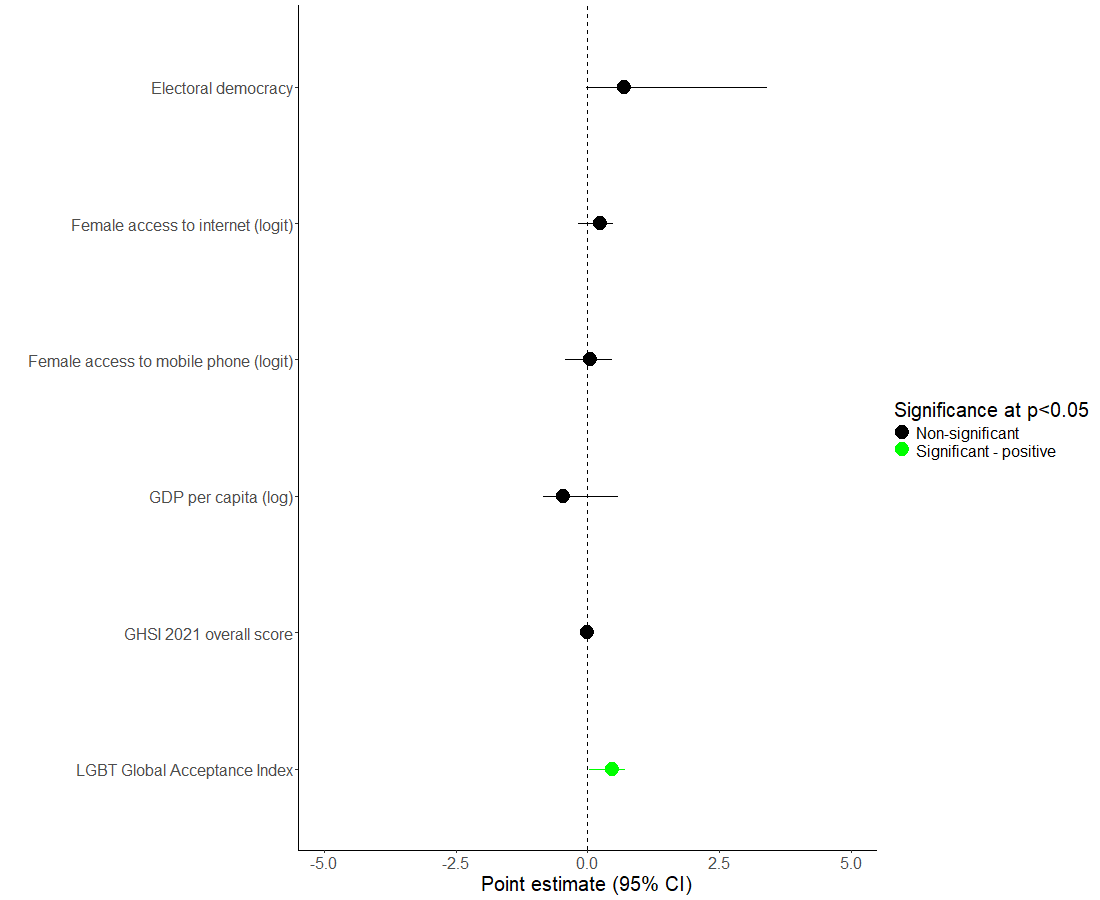 Electoral democracy
Female access to internet (logit)
Female access to mobile phone (logit)
GDP per capita (log)
GHSI 2021 overall score
LGBT Global Acceptance Index
-5.0 -2.5 0.0 2.5 5.0
Point estimate (95% CI)
Significance at p<0.05
Non-significant
Significant - positive